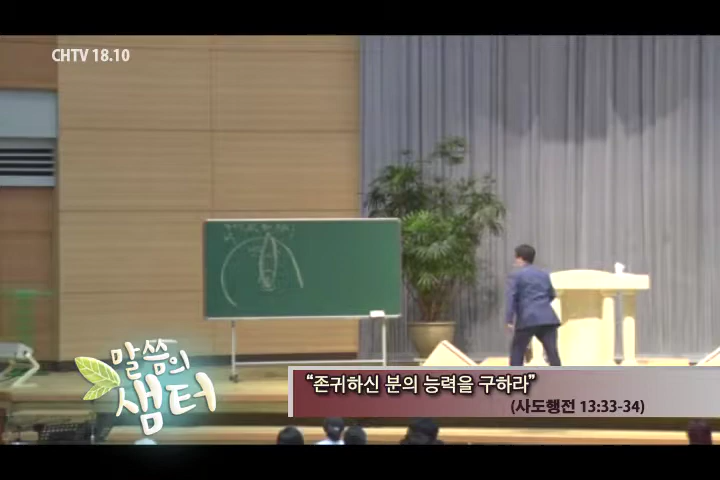 CHTV 18.10
말씀의
샘터
“존귀하신 분의 능력을 구하라”
(사도행전 13:33-34)